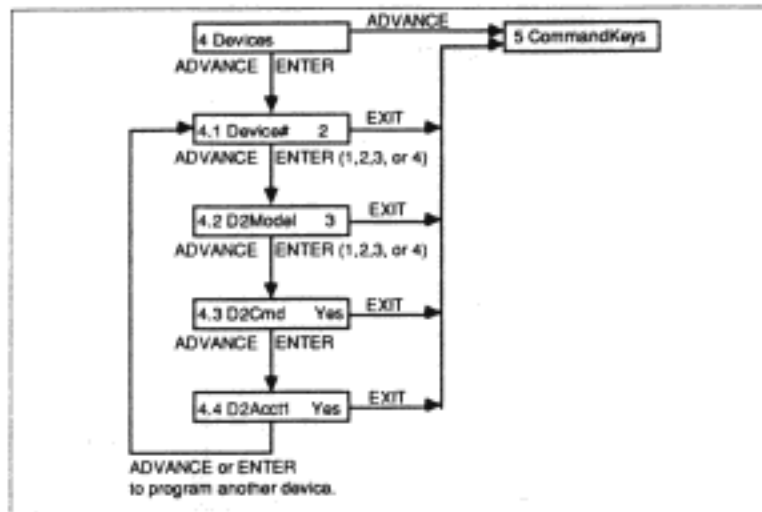 4 Devices
ADVANCE
5 CommandKeys
ADVANCE ENTER
4.1 Device# 2
EXIT
ADVANCE ENTER (1,2,3, or 4)
4.2 D2Model 3
EXIT
ADVANCE ENTER (1,2,3, or 4)
4.3 D2Cmd Yes
EXIT
ADVANCE ENTER
4.4 D2Acct1 Yes
EXIT
ADVANCE or ENTER
to program another device.